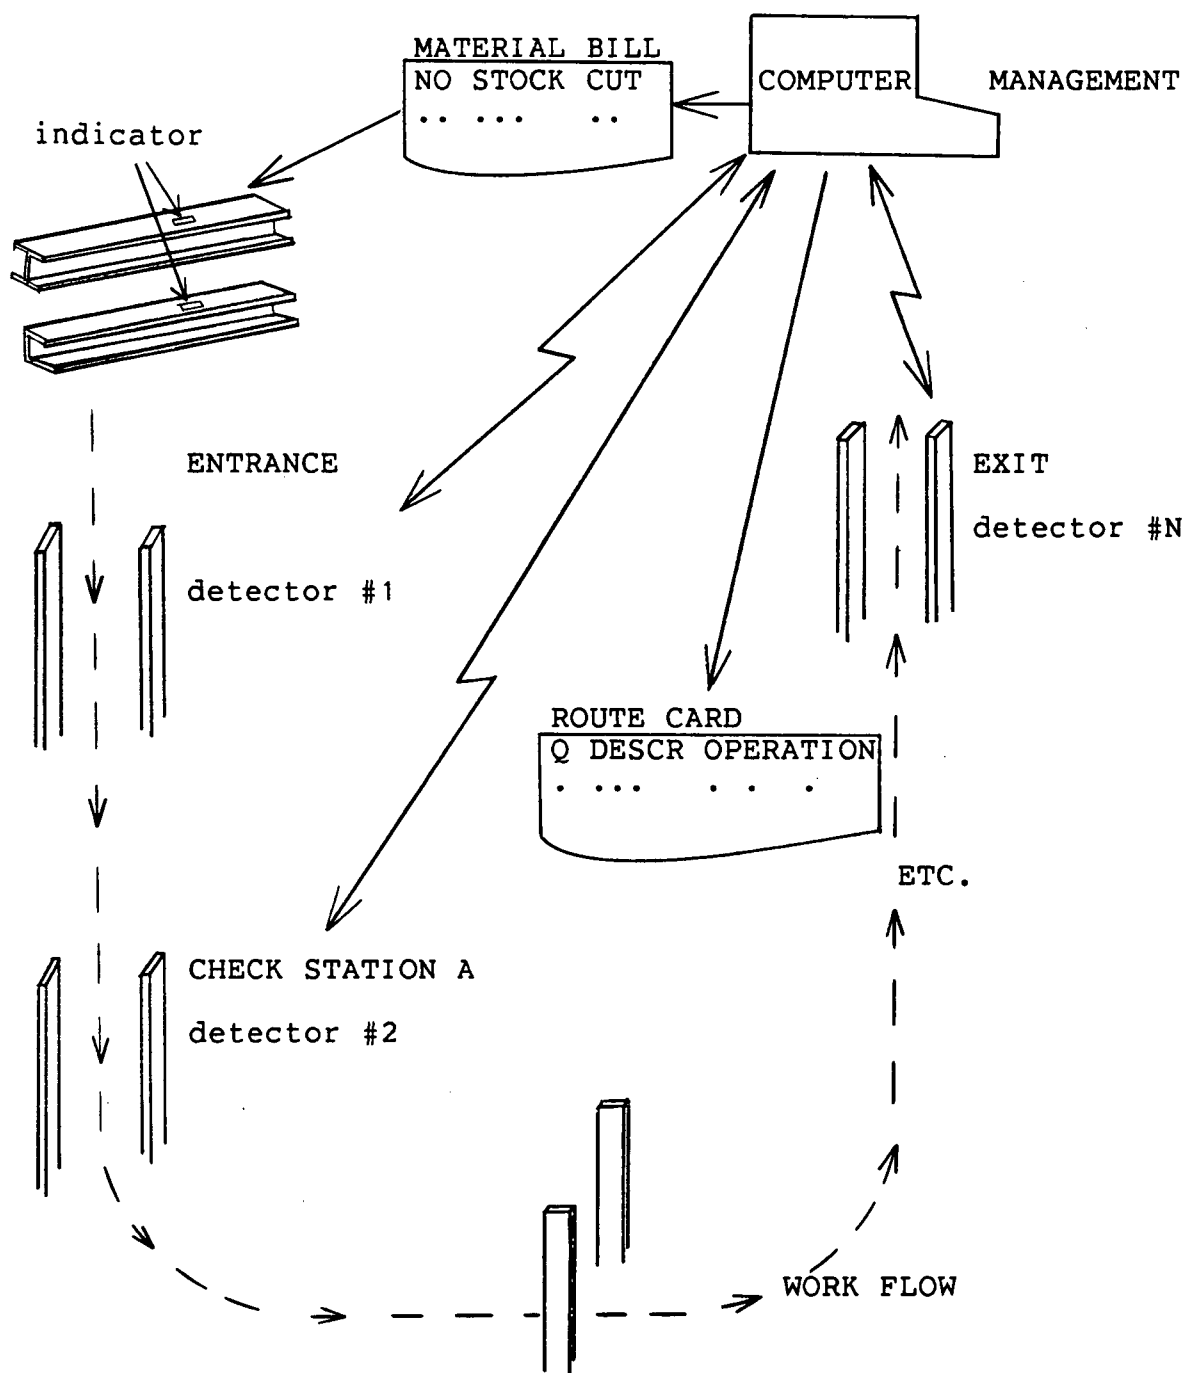 MATERIAL BILL
NO STOCK CUT
COMPUTER
MANAGEMENT
indicator
ENTRANCE
detector #1
EXIT
detector #N
ROUTE CARD
Q DESCR OPERATION
ETC.
CHECK STATION A
detector #2
WORK FLOW